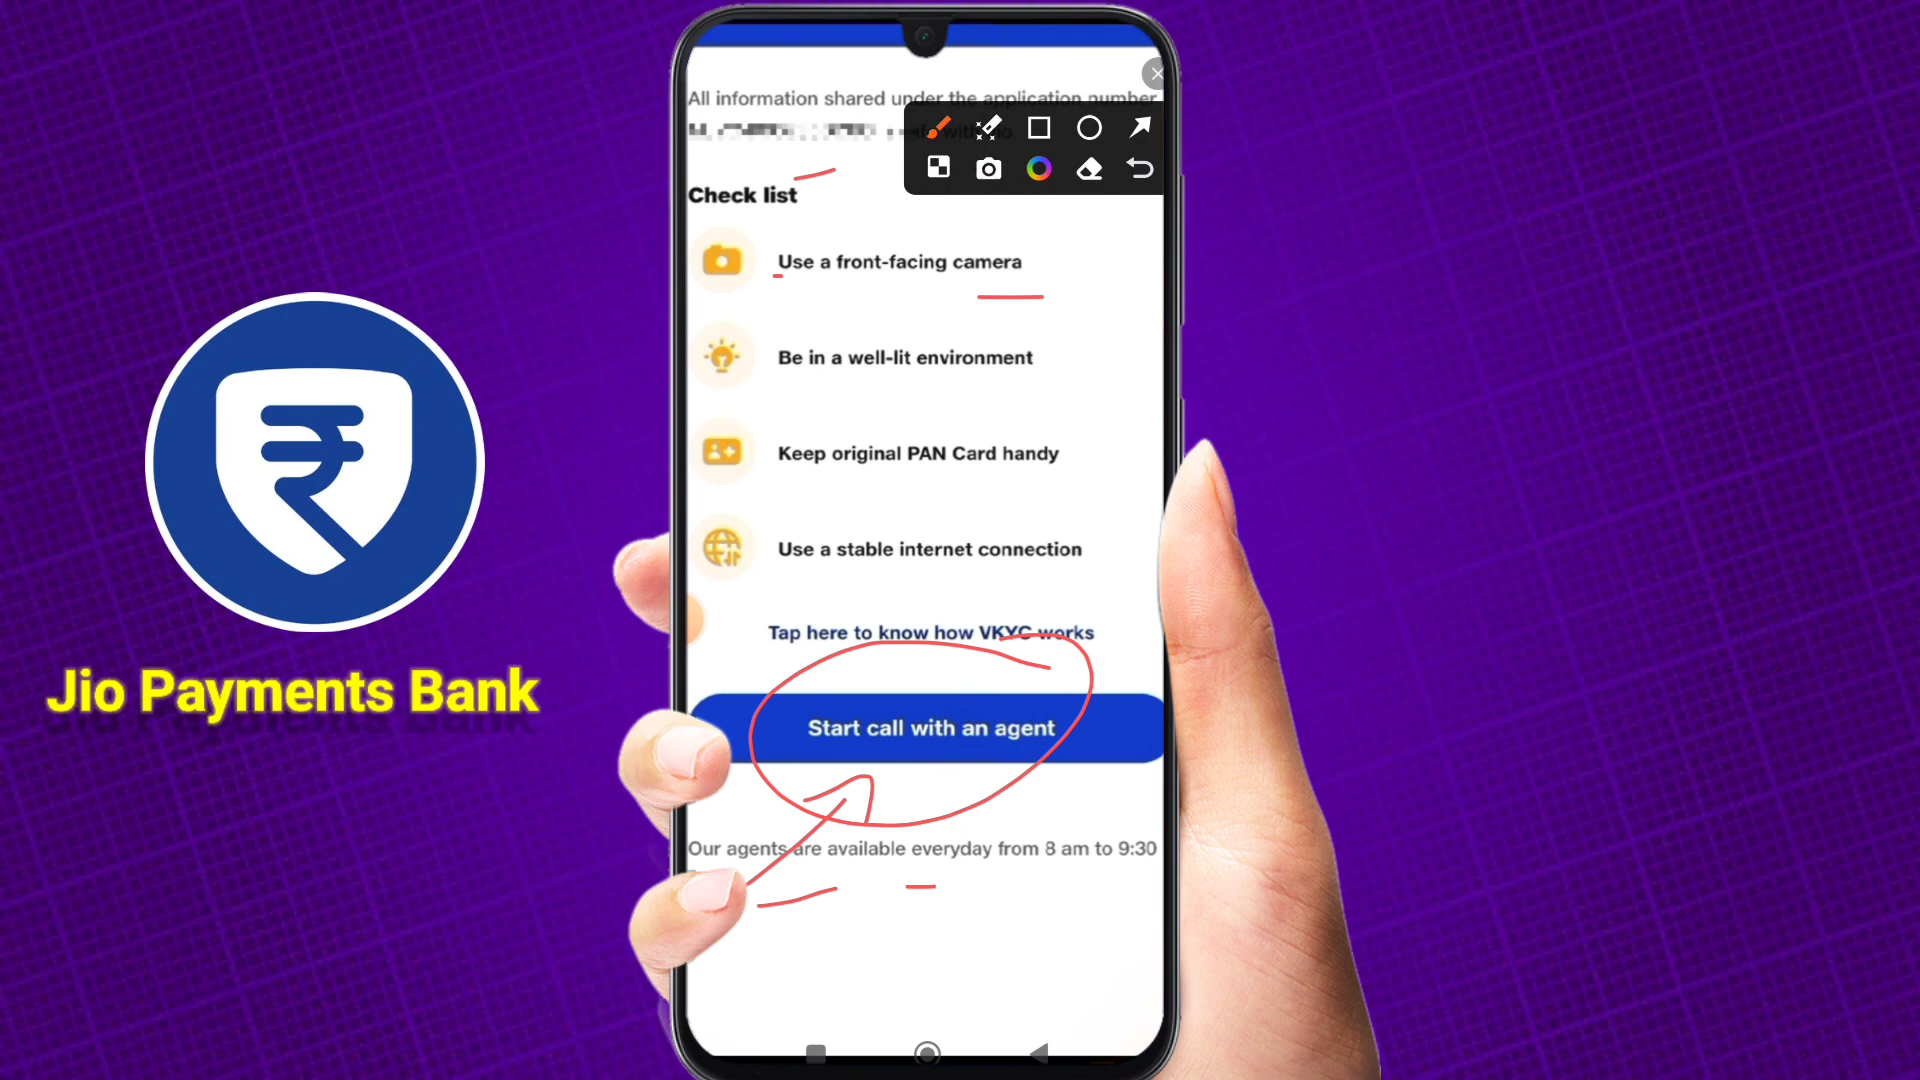 All information shared under the application number
with
Check list
Use a front-facing camera
Be in a well-lit environment
Keep original PAN Card handy
Use a stable internet connection
Tap here to know how VKYC works
Start call with an agent
Our agents are available everyday from 8 am to 9:30
Jio Payments Bank